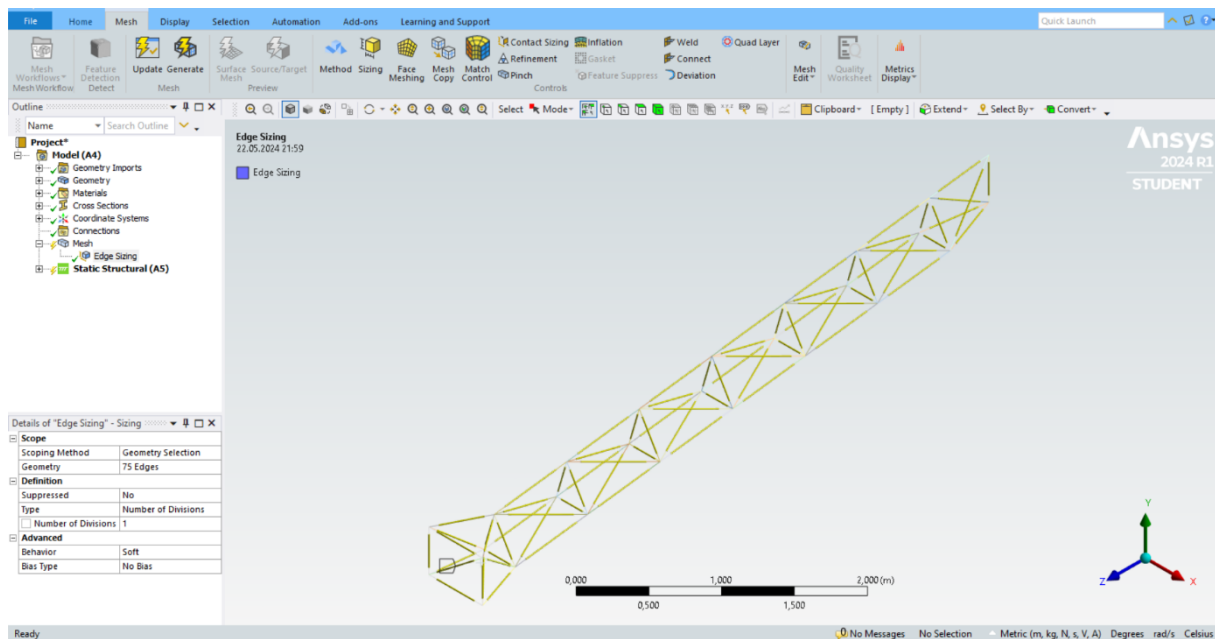 File Home Mesh Display Selection Automation Add-ons Learning and Support Quick Launch
Mesh Workflows Feature Detection Update Generate Surface Mesh Source/Target Method Sizing Face Meshing Mesh Copy Match Control Contact Sizing Inflation Weld Quad Layer Mesh Edit Quality Worksheet Metrics Display
Refinement Gasket Connect
Pinch Feature Suppress Deviation
Mesh Workflow Detect Mesh Preview Controls
Outline
Name Search Outline
Select Mode Clipboard [Empty] Extend Select By Convert
Project*
Model (A4)
Geometry Imports
Geometry
Materials
Cross Sections
Coordinate Systems
Connections
Mesh
Edge Sizing
Static Structural (A5)
Edge Sizing
22.05.2024 21:59
Edge Sizing
Ansys
2024 R1
STUDENT
Details of "Edge Sizing" - Sizing
Scope
Scoping Method Geometry Selection
Geometry 75 Edges
Definition
Suppressed No
Type Number of Divisions
Number of Divisions 1
Advanced
Behavior Soft
Bias Type No Bias
0,000 1,000 2,000 (m)
0,500 1,500
Y
Z X
Ready 0 No Messages No Selection Metric (m, kg, N, s, V, A) Degrees rad/s Celsius